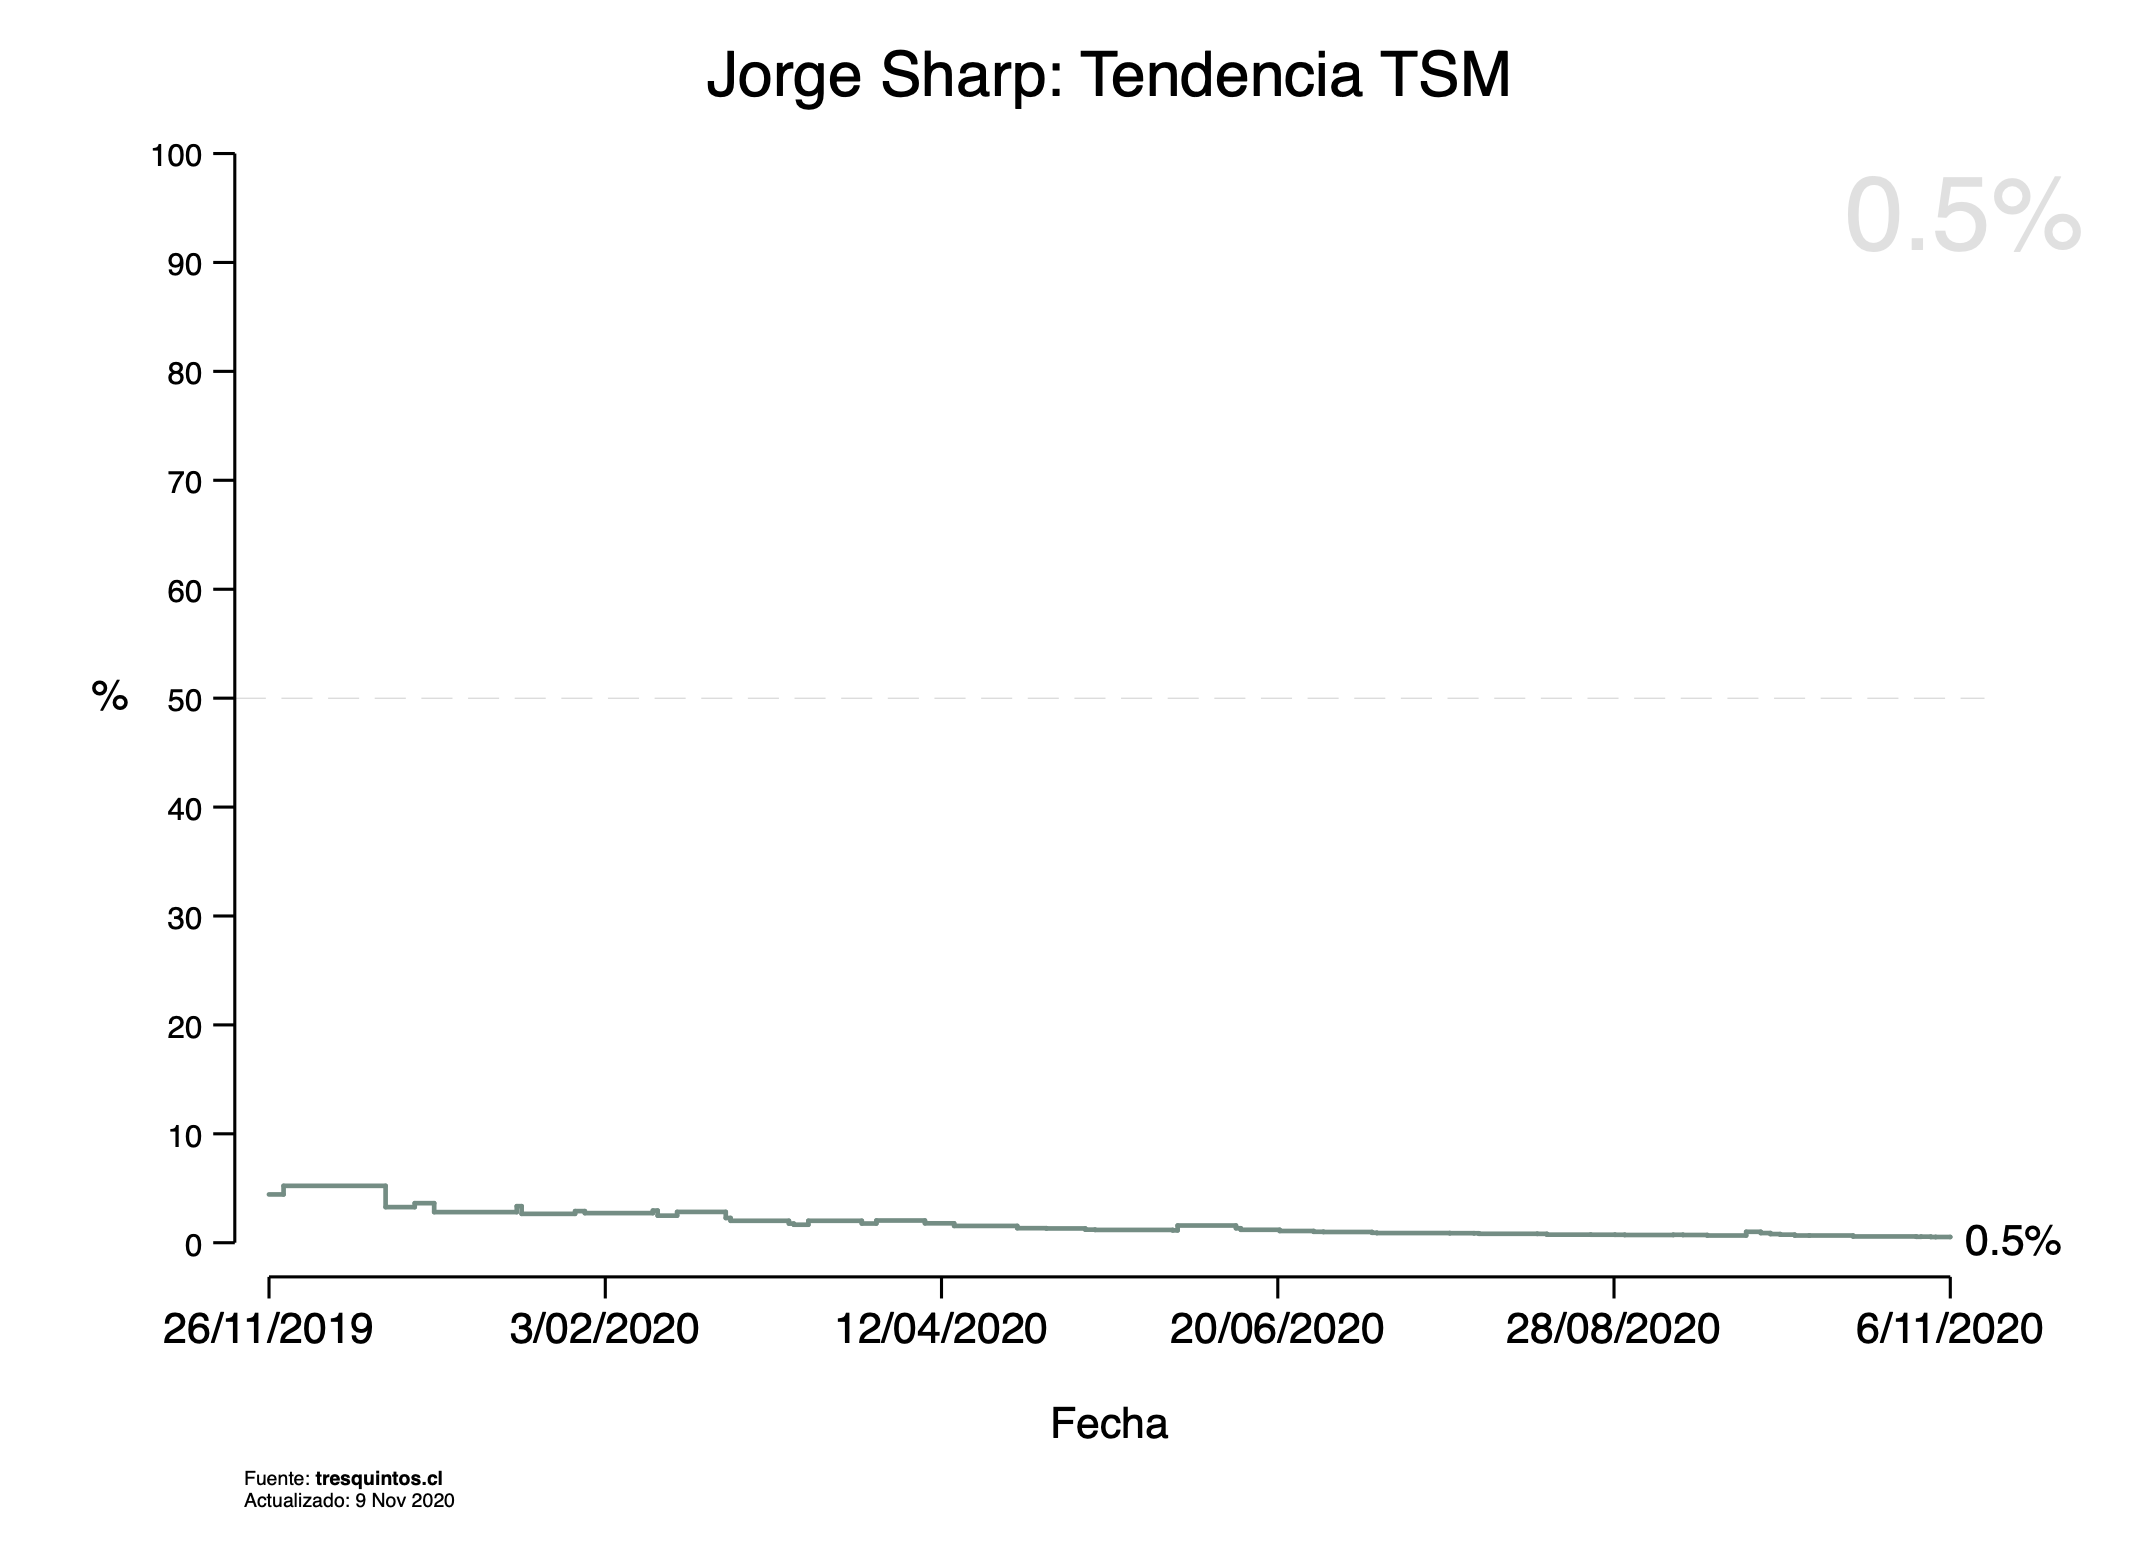 Jorge Sharp: Tendencia TSM
0.5%
100
90
80
70
60
% 50
40
30
20
10
0
0.5%
26/11/2019 3/02/2020 12/04/2020 20/06/2020 28/08/2020 6/11/2020
Fecha
Fuente: tresquintos.cl
Actualizado: 9 Nov 2020